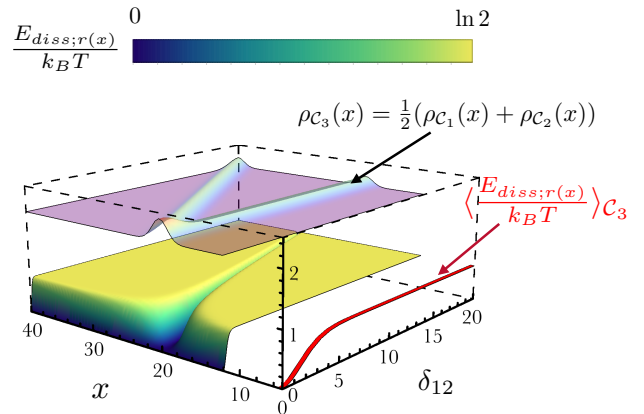 0 ln 2
E_{diss;r(x)} / k_B T
ρ_{C_3}(x) = 1/2 (ρ_{C_1}(x) + ρ_{C_2}(x))
⟨E_{diss;r(x)} / k_B T⟩_{C_3}
2
1
0
40 30 20 10 0
x
0 5 10 15 20
δ_{12}